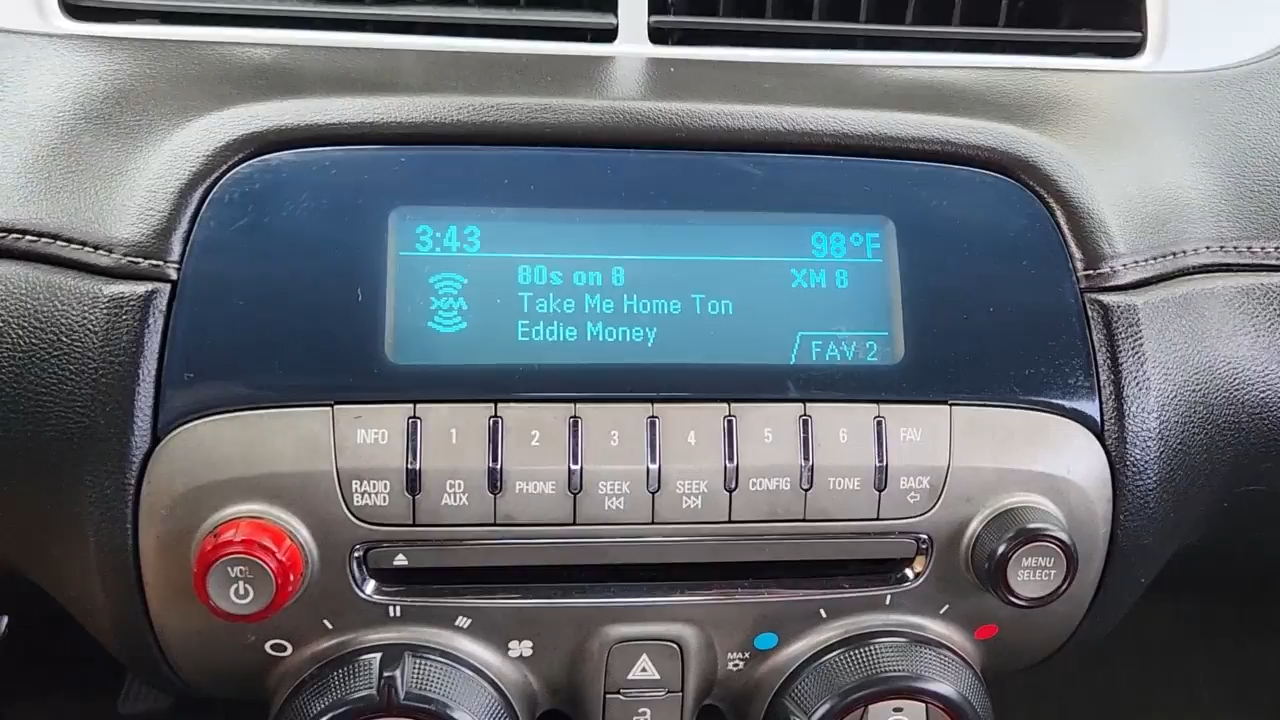 3:43 98°F
80s on 8 XM 8
XM
Take Me Home Ton
Eddie Money
FAV 2
INFO 1 2 3 4 5 6 FAV
RADIO BAND CD AUX PHONE SEEK SEEK CONFIG TONE BACK
VOL
MENU SELECT
MAX